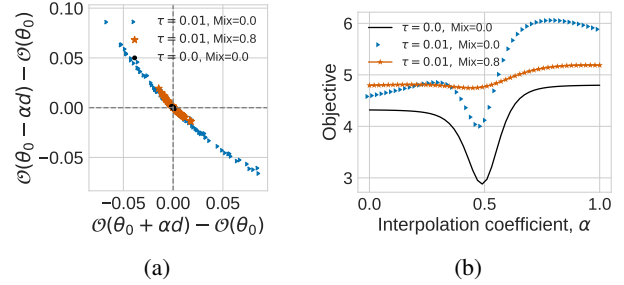 0.10
0.05
0.00
−0.05
−0.05 0.00 0.05
𝒪(θ₀ − αd) − 𝒪(θ₀)
𝒪(θ₀ + αd) − 𝒪(θ₀)
τ = 0.01, Mix=0.0
τ = 0.01, Mix=0.8
τ = 0.0, Mix=0.0
(a)
6
5
4
3
0.0 0.5 1.0
Objective
Interpolation coefficient, α
τ = 0.0, Mix=0.0
τ = 0.01, Mix=0.0
τ = 0.01, Mix=0.8
(b)